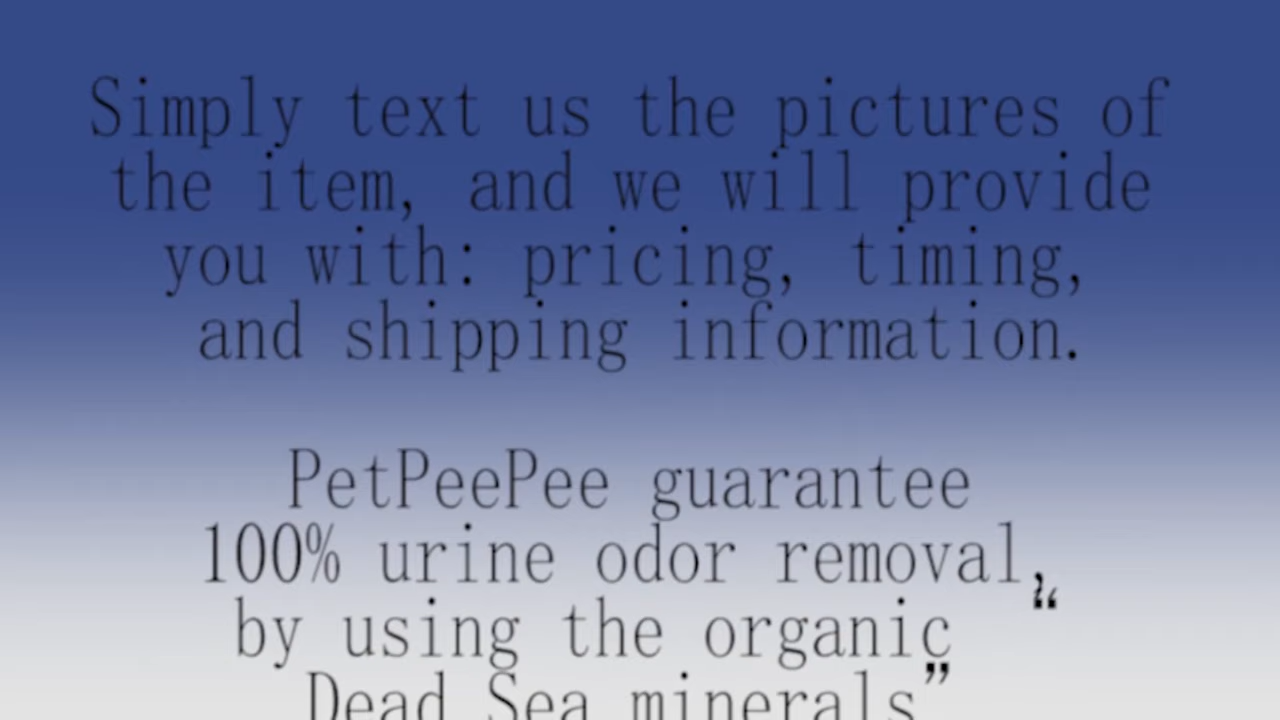 Simply text us the pictures of
the item, and we will provide
you with: pricing, timing,
and shipping information.
PetPeePee guarantee
100% urine odor removal,
by using the organic “
Dead Sea minerals”